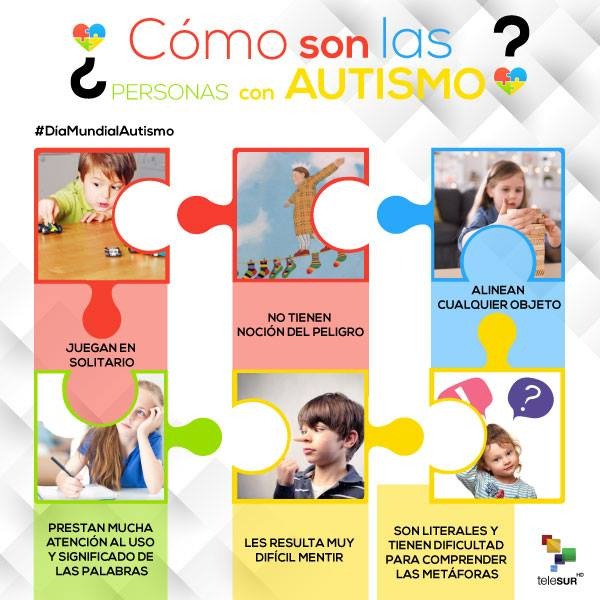 ¿Cómo son las
PERSONAS con AUTISMO?
#DíaMundialAutismo
JUEGAN EN
SOLITARIO
NO TIENEN
NOCIÓN DEL PELIGRO
ALINEAN
CUALQUIER OBJETO
PRESTAN MUCHA
ATENCIÓN AL USO
Y SIGNIFICADO DE
LAS PALABRAS
LES RESULTA MUY
DIFÍCIL MENTIR
SON LITERALES Y
TIENEN DIFICULTAD
PARA COMPRENDER
LAS METÁFORAS
!
?
teleSUR HD